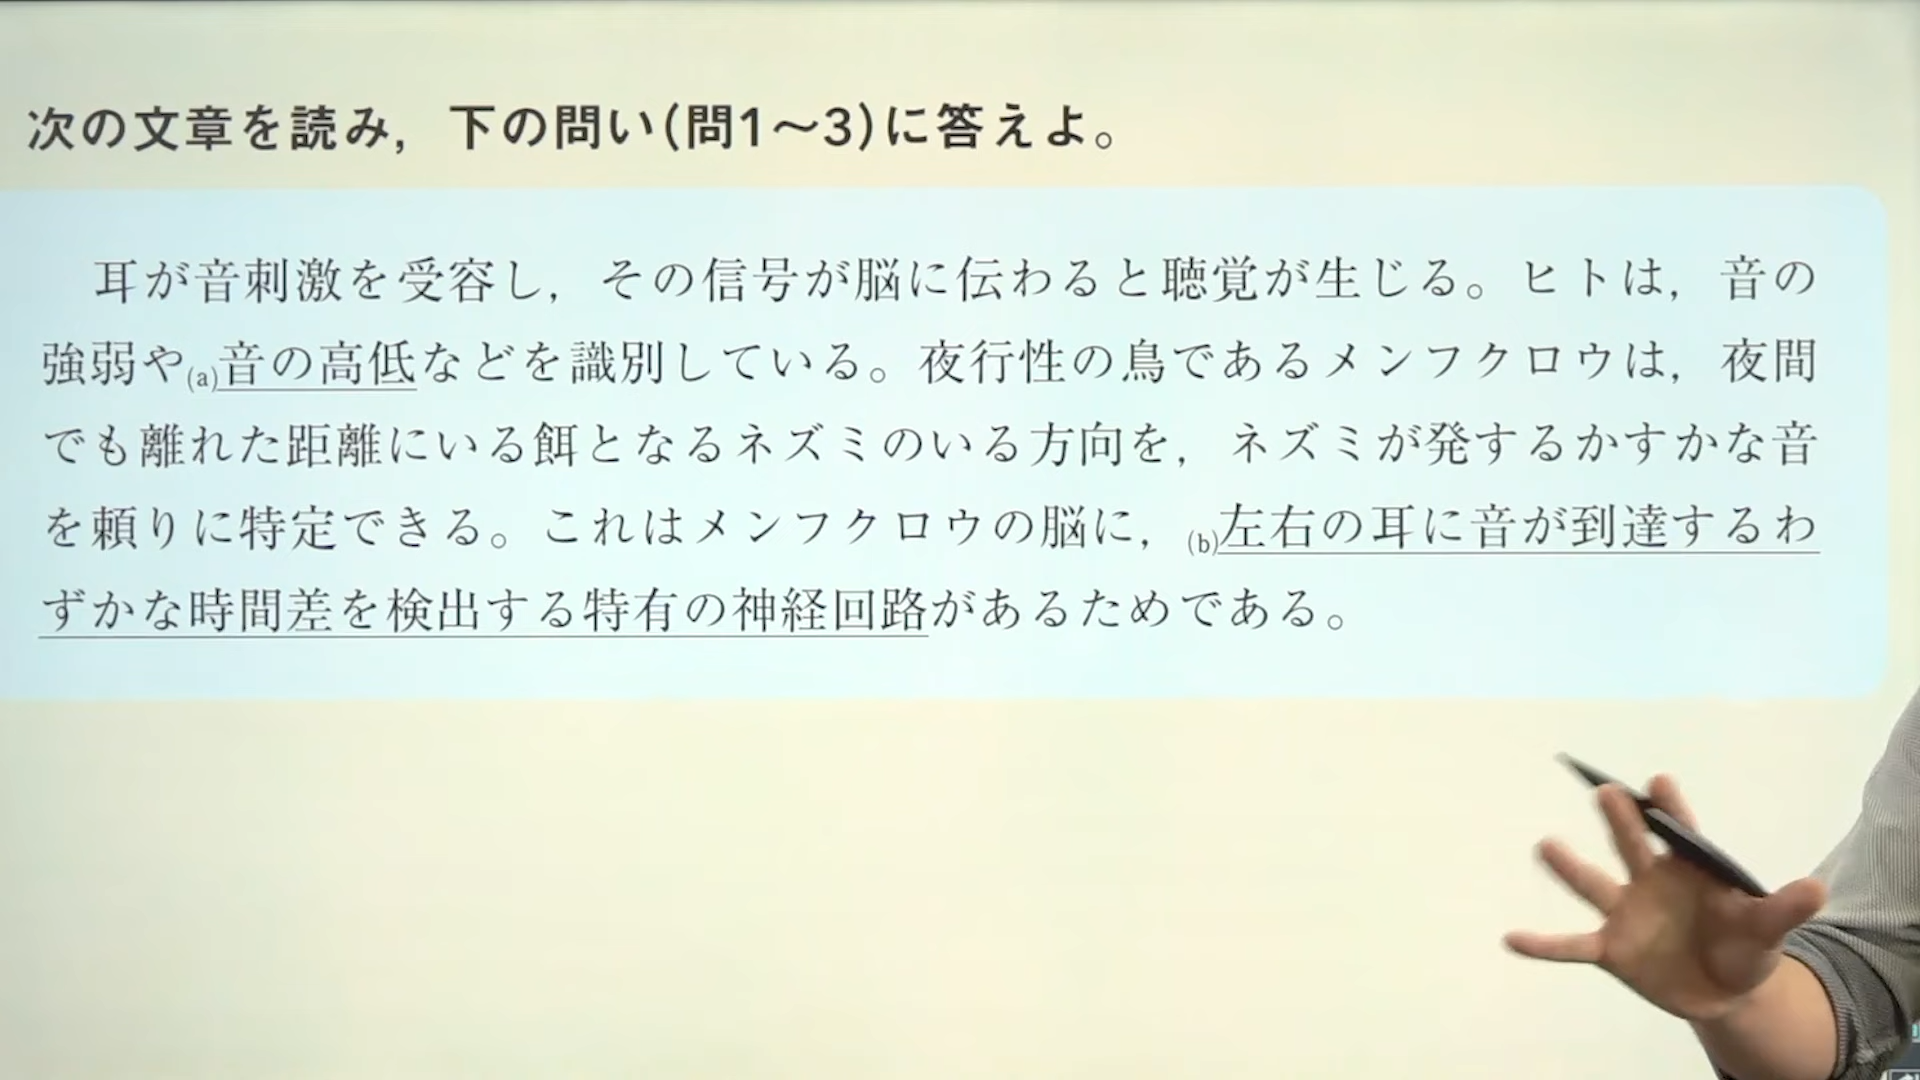 次の文章を読み，下の問い(問1〜3)に答えよ。
耳が音刺激を受容し，その信号が脳に伝わると聴覚が生じる。ヒトは，音の
強弱や(a)音の高低などを識別している。夜行性の鳥であるメンフクロウは，夜間
でも離れた距離にいる餌となるネズミのいる方向を，ネズミが発するかすかな音
を頼りに特定できる。これはメンフクロウの脳に，(b)左右の耳に音が到達するわ
ずかな時間差を検出する特有の神経回路があるためである。